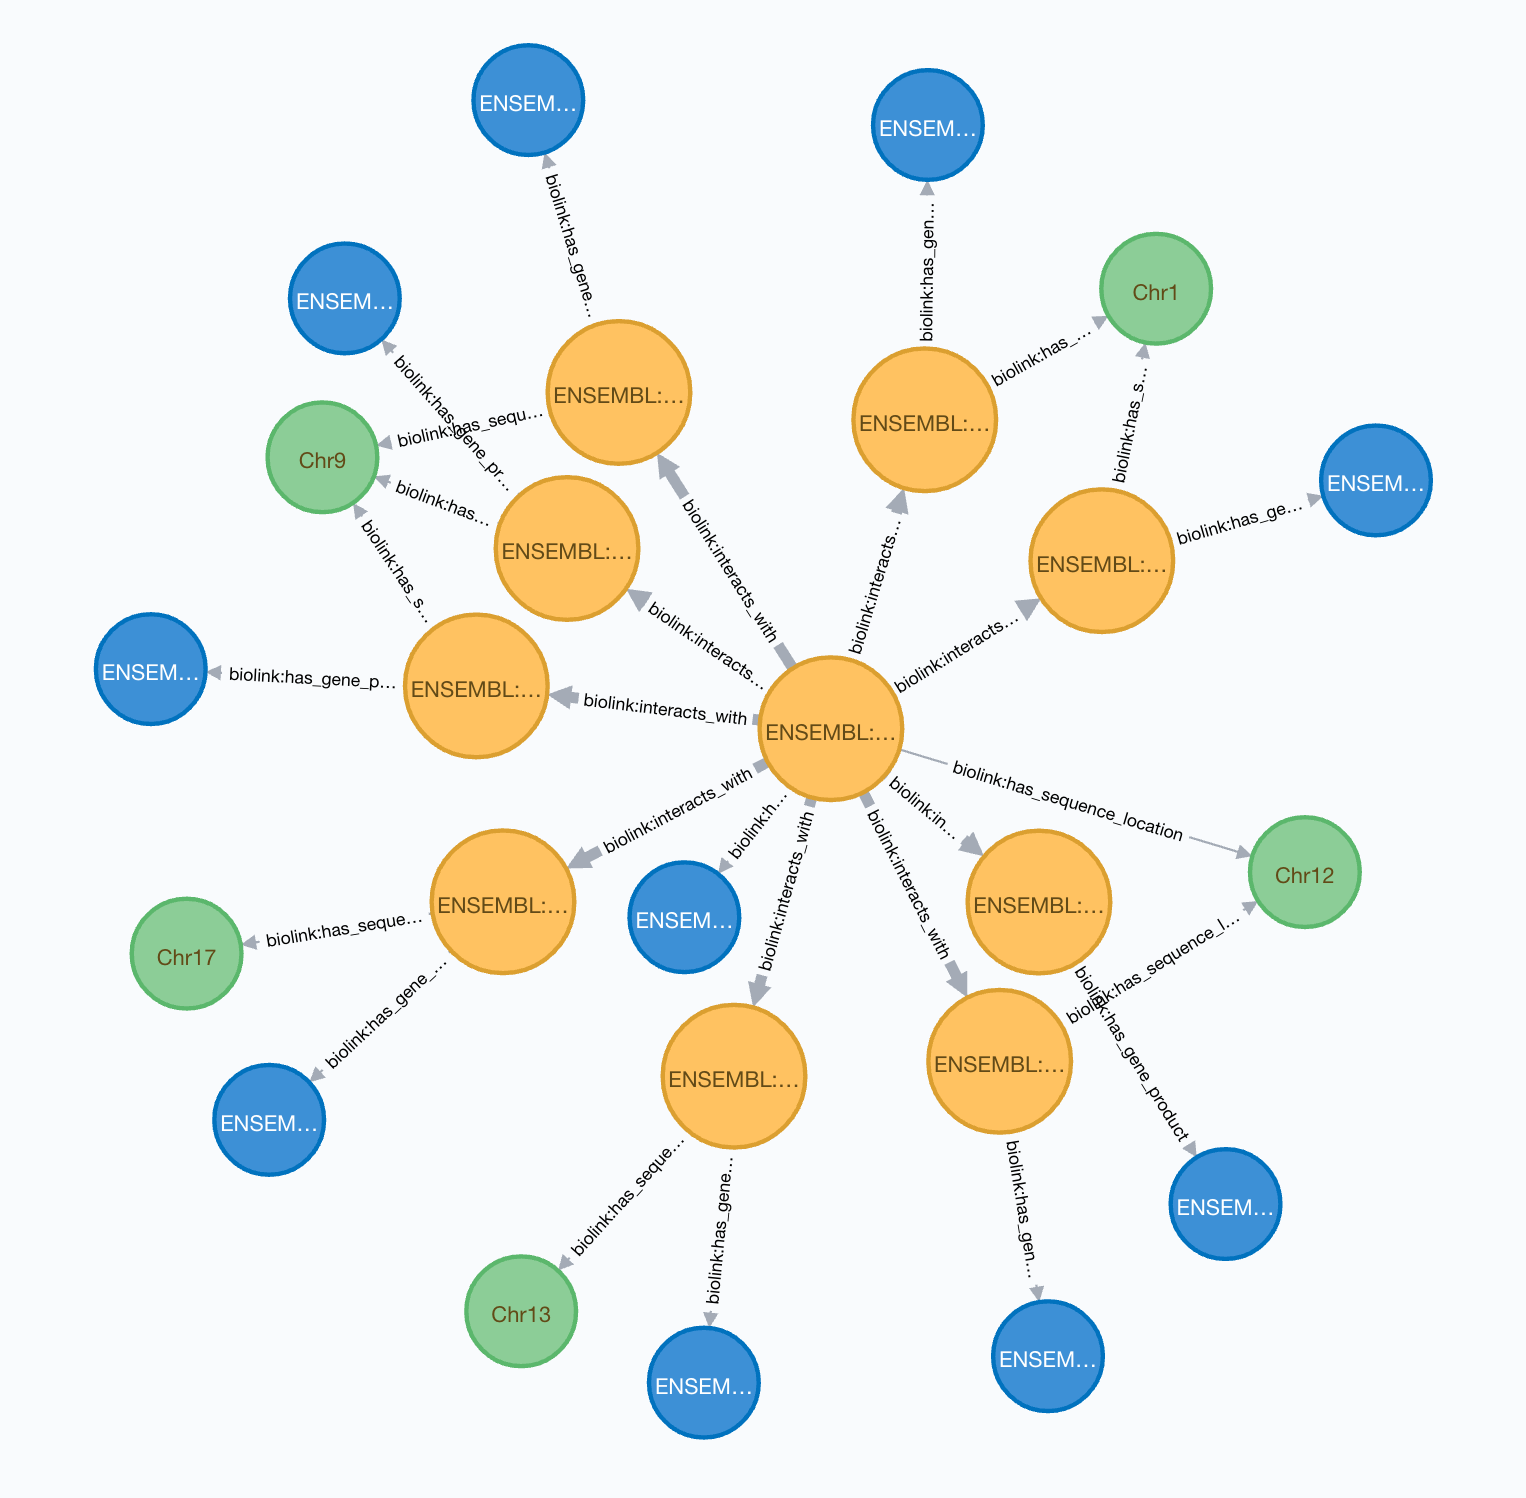 ENSEM...
ENSEM...
biolink:has_gene...
biolink:has_gen...
ENSEM...
Chr1
biolink:has_gene_pr...
biolink:has_...
biolink:has_s...
ENSEMBL:...
ENSEMBL:...
biolink:has_sequ...
Chr9
ENSEM...
biolink:has_ge...
biolink:has...
ENSEMBL:...
ENSEMBL:...
biolink:interacts_with
biolink:interacts...
biolink:has_s...
biolink:interacts...
biolink:interacts...
ENSEM...
biolink:has_gene_p...
ENSEMBL:...
biolink:interacts_with
ENSEMBL:...
biolink:has_sequence_location
biolink:interacts_with
biolink:h...
biolink:in...
biolink:interacts_with
biolink:interacts_with
Chr12
ENSEMBL:...
ENSEM...
ENSEMBL:...
biolink:has_seque...
Chr17
biolink:has_sequence_l...
biolink:has_gene_...
ENSEMBL:...
ENSEMBL:...
biolink:has_gene_product
ENSEM...
biolink:has_seque...
biolink:has_gene...
biolink:has_gen...
ENSEM...
Chr13
ENSEM...
ENSEM...